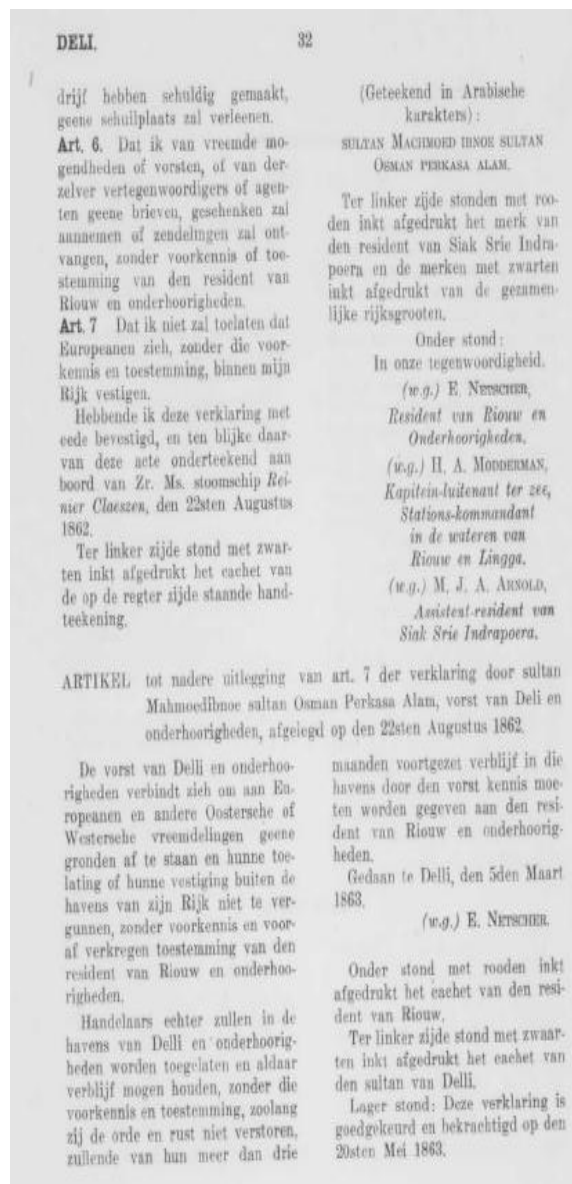 DELI. 32
drijf hebben schuldig gemaakt,
geene schuilplaats zal verleenen.
Art. 6. Dat ik van vreemde mo-
gendheden of vorsten, of van der-
zelver vertegenwoordigers of agen-
ten geene brieven, geschenken zal
aannemen of zendelingen zal ont-
vangen, zonder voorkennis of toe-
stemming van den resident van
Riouw en onderhoorigheden.
Art. 7 Dat ik niet zal toelaten dat
Europeanen zich, zonder die voor-
kennis en toestemming, binnen mijn
Rijk vestigen.
Hebbende ik deze verklaring met
eede bevestigd, en ten blijke daar-
van deze acte onderteekend aan
boord van Zr. Ms. stoomschip Rei-
nier Claeszen, den 22sten Augustus
1862.
Ter linker zijde stond met zwar-
ten inkt afgedrukt het cachet van
de op de regter zijde staande hand-
teekening.
(Geteekend in Arabische
karakters):
SULTAN MACHMOED IBNOE SULTAN
OSMAN PERKASA ALAM.
Ter linker zijde stonden met roo-
den inkt afgedrukt het merk van
den resident van Siak Srie Indra-
poera en de merken met zwarten
inkt afgedrukt van de gezamen-
lijke rijksgrooten.
Onder stond:
In onze tegenwoordigheid.
(w.g.) E. NETSCHER,
Resident van Riouw en
Onderhoorigheden.
(w.g.) H. A. MODDERMAN,
Kapitein-luitenant ter zee,
Stations-kommandant
in de wateren van
Riouw en Lingga.
(w.g.) M. J. A. ARNOLD,
Assistent-resident van
Siak Srie Indrapoera.
ARTIKEL tot nadere uitlegging van art. 7 der verklaring door sultan
MahmoedIbnoe sultan Osman Perkasa Alam, vorst van Deli en
onderhoorigheden, afgelegd op den 22sten Augustus 1862.
De vorst van Delli en onderhoo-
righeden verbindt zich om aan Eu-
ropeanen en andere Oostersche of
Westersche vreemdelingen geene
gronden af te staan en hunne toe-
lating of hunne vestiging buiten de
havens van zijn Rijk niet te ver-
gunnen, zonder voorkennis en voor-
af verkregen toestemming van den
resident van Riouw en onderhoo-
righeden.
Handelaars echter zullen in de
havens van Delli en onderhoorig-
heden worden toegelaten en aldaar
verblijf mogen houden, zonder die
voorkennis en toestemming, zoolang
zij de orde en rust niet verstoren,
zullende van hun meer dan drie
maanden voortgezet verblijf in die
havens door den vorst kennis moe-
ten worden gegeven aan den resi-
dent van Riouw en onderhoorig-
heden.
Gedaan te Delli, den 5den Maart
1863.
(w.g.) E. NETSCHER.
Onder stond met rooden inkt
afgedrukt het cachet van den resi-
dent van Riouw.
Ter linker zijde stond met zwaar-
ten inkt afgedrukt het cachet van
den sultan van Delli.
Lager stond: Deze verklaring is
goedgekeurd en bekrachtigd op den
20sten Mei 1863.